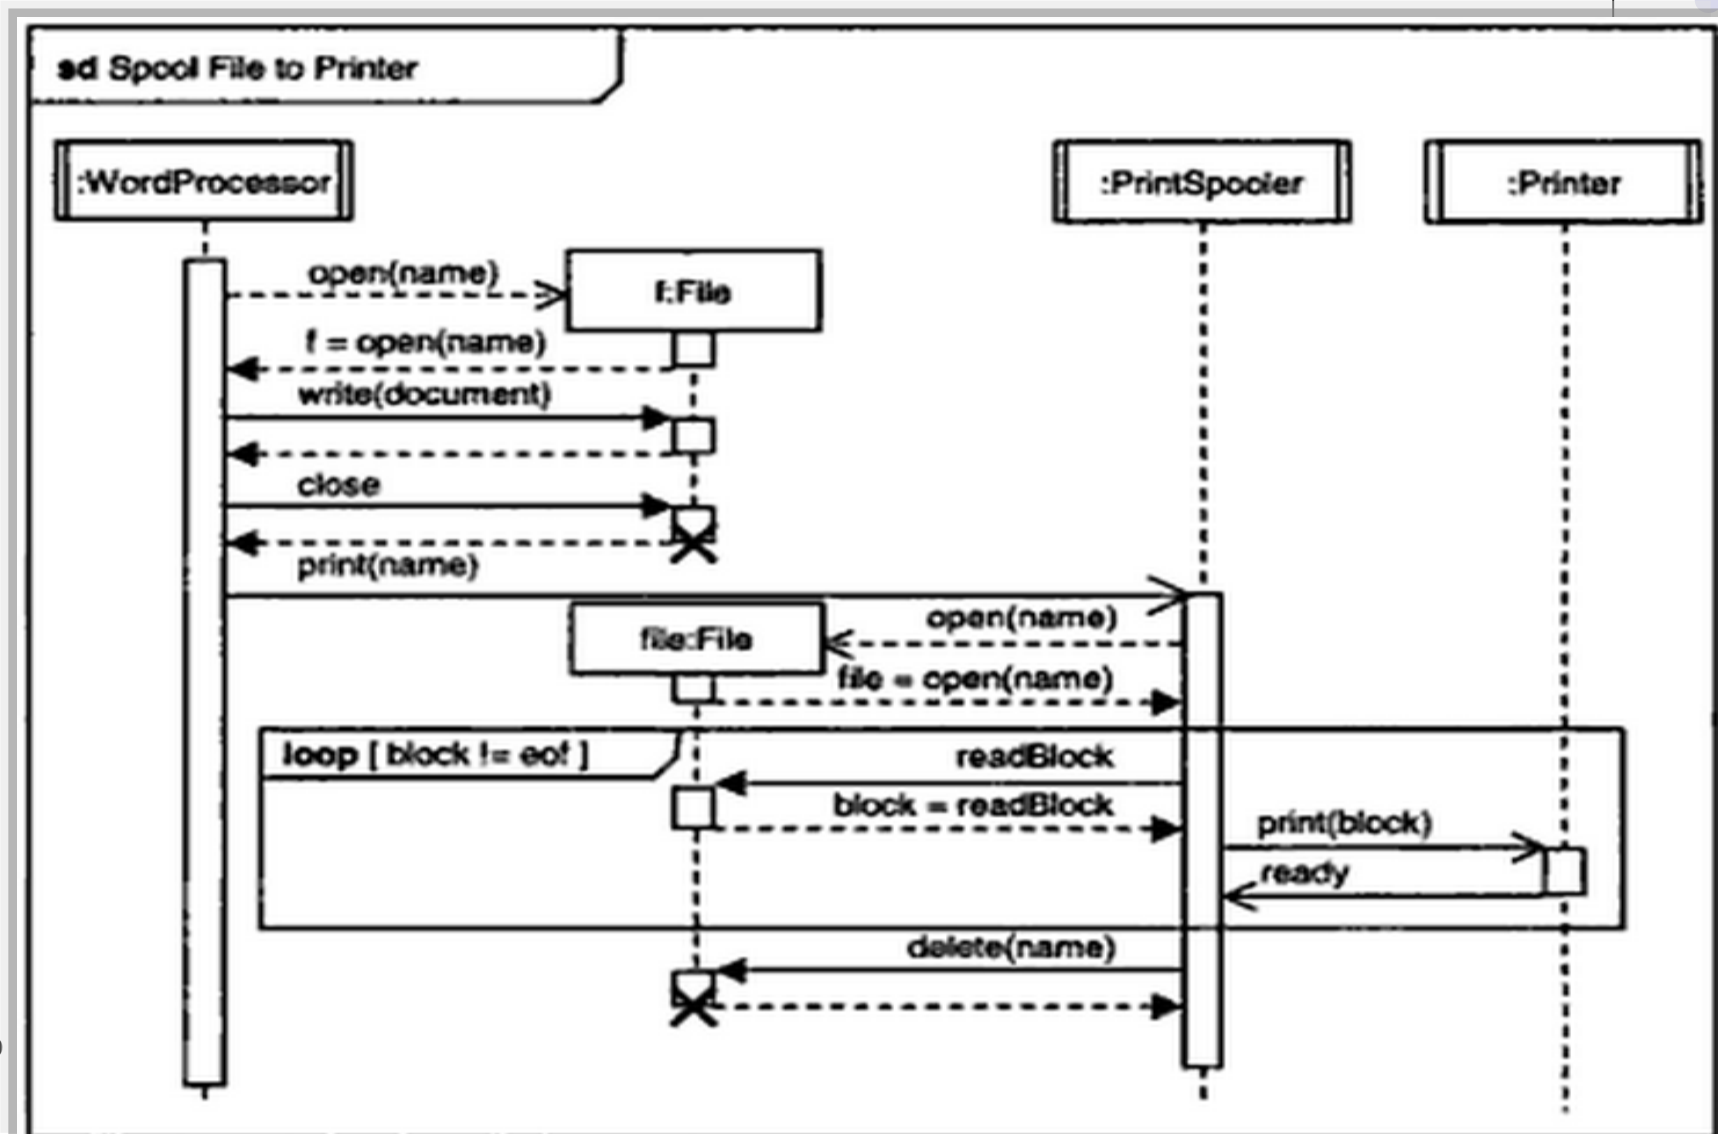 sd Spool File to Printer
:WordProcessor
:PrintSpooler
:Printer
open(name)
f:File
f = open(name)
write(document)
close
print(name)
open(name)
file:File
file = open(name)
loop [ block != eof ]
readBlock
block = readBlock
print(block)
ready
delete(name)